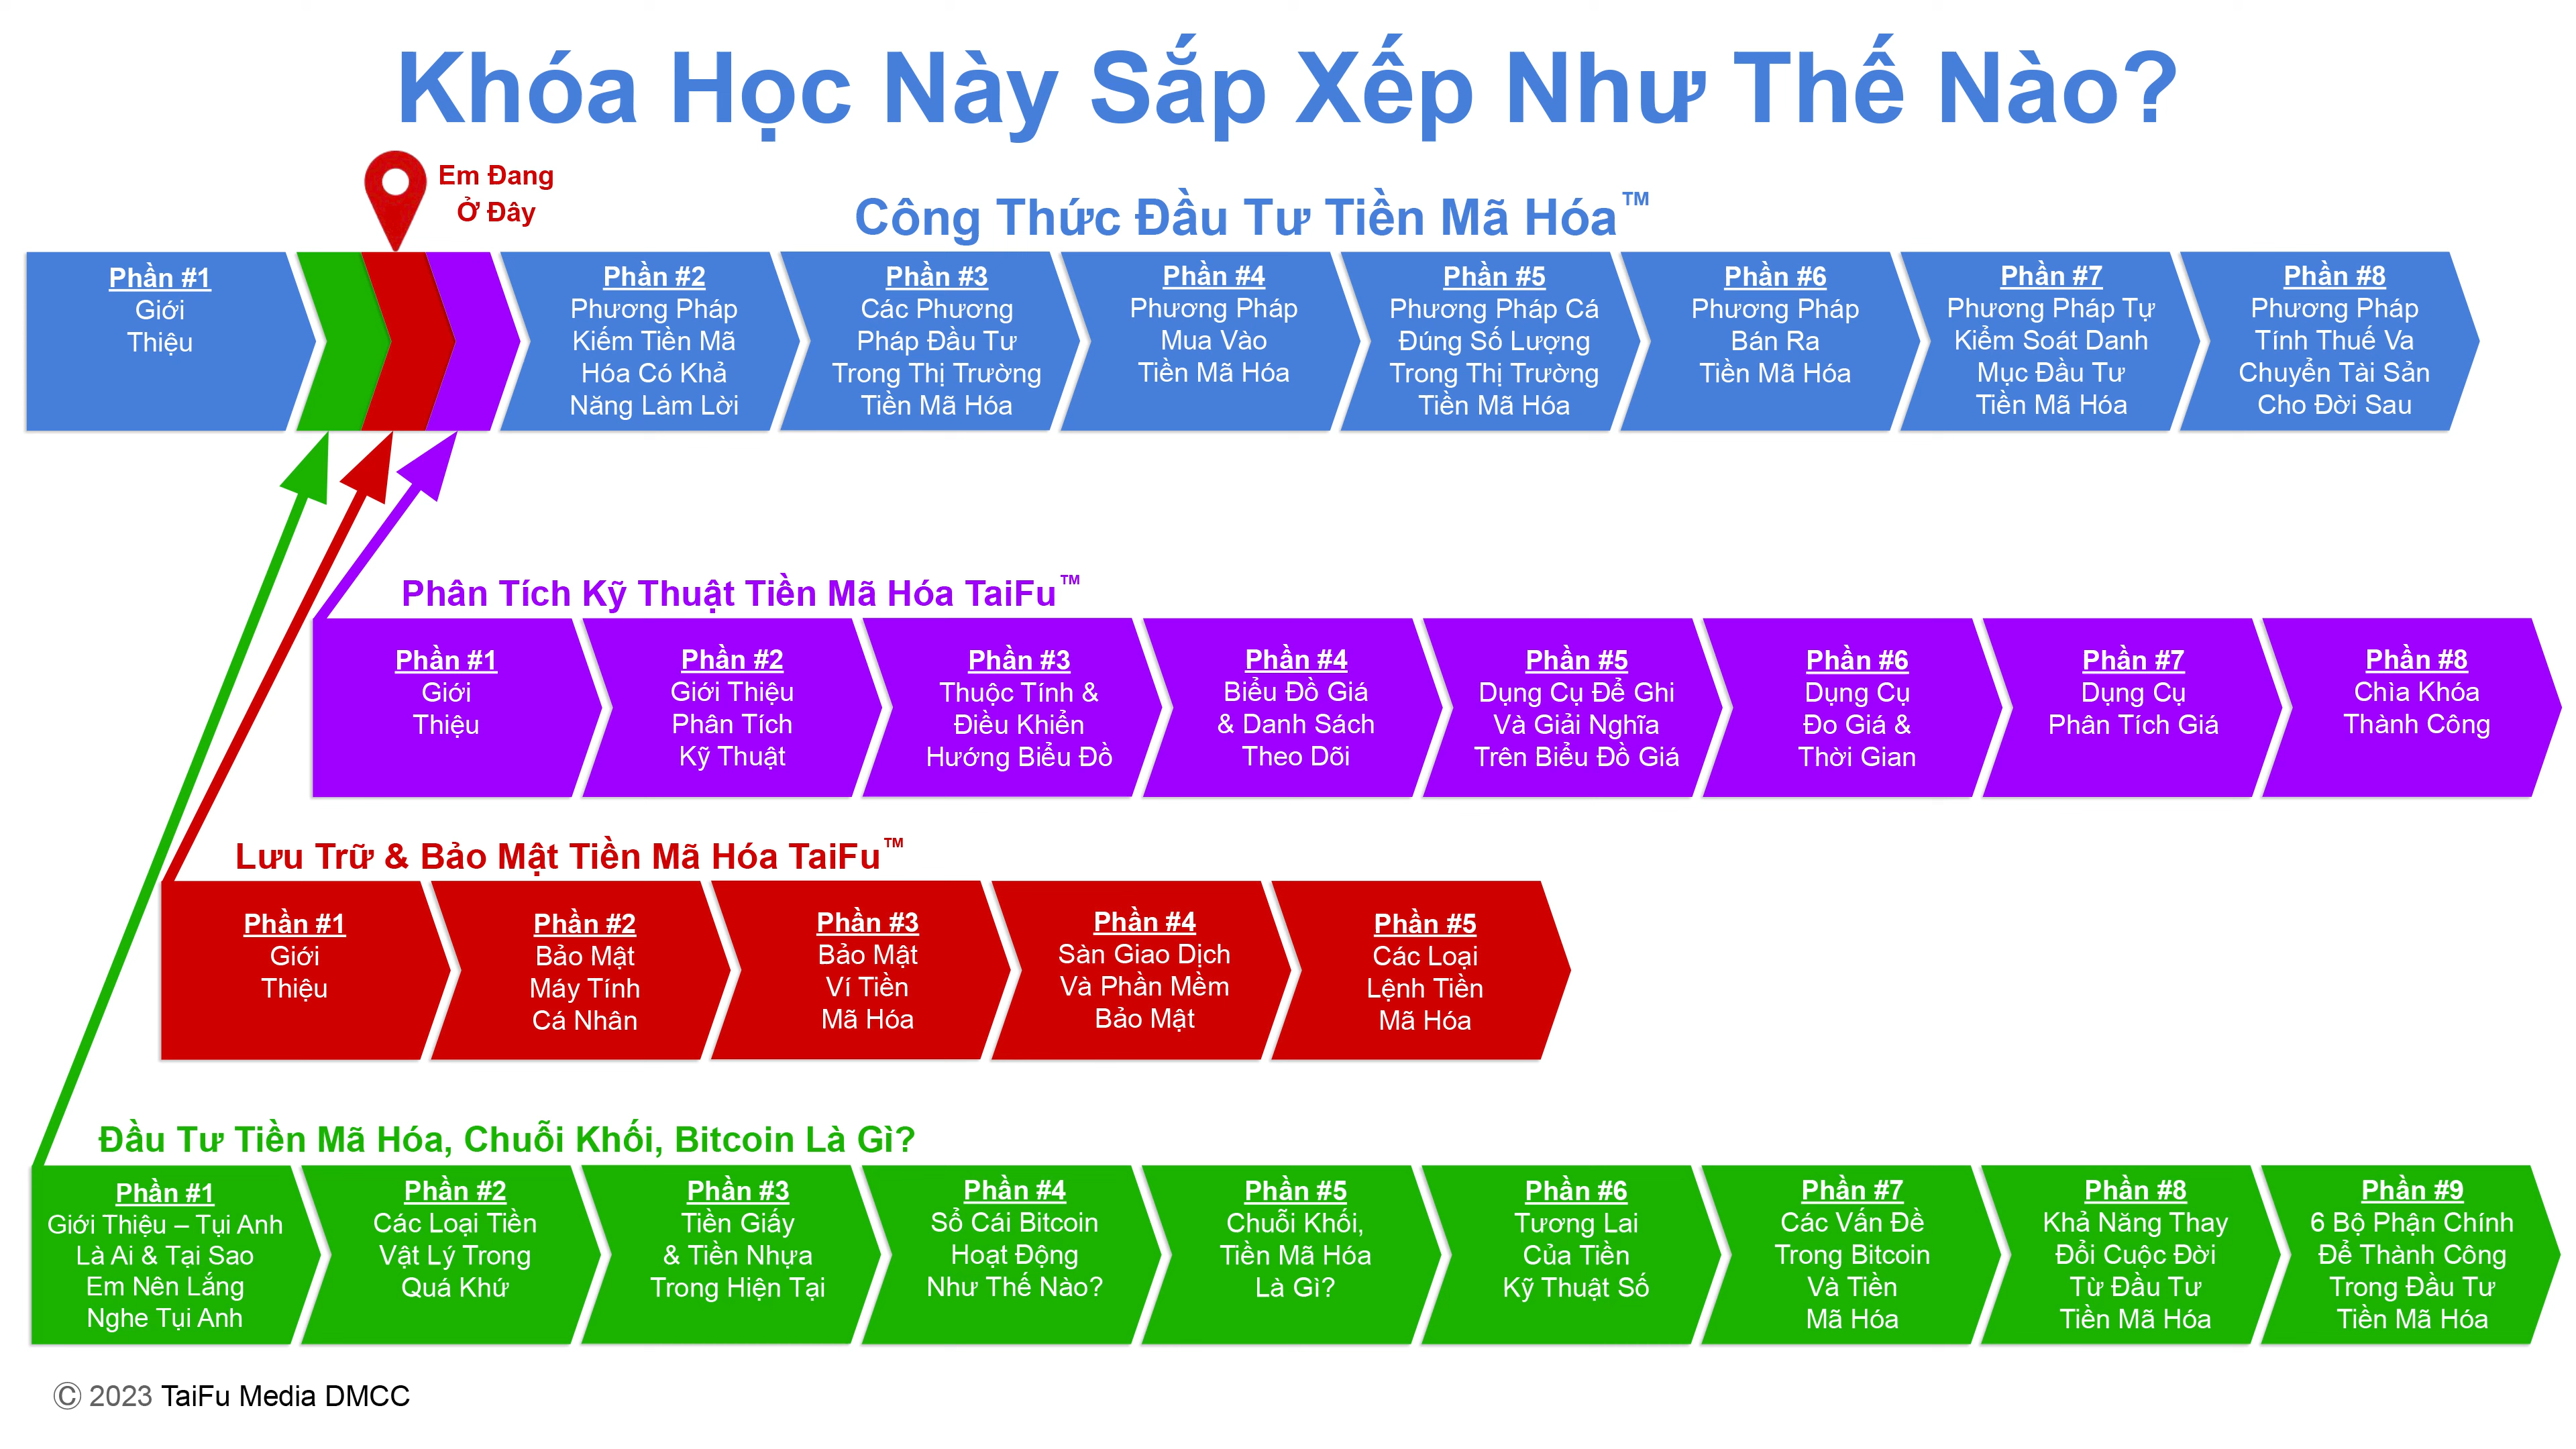 Khóa Học Này Sắp Xếp Như Thế Nào?
Em Đang
Ở Đây
Công Thức Đầu Tư Tiền Mã Hóa™
Phần #1
Giới
Thiệu
Phần #2
Phương Pháp
Kiếm Tiền Mã
Hóa Có Khả
Năng Làm Lời
Phần #3
Các Phương
Pháp Đầu Tư
Trong Thị Trường
Tiền Mã Hóa
Phần #4
Phương Pháp
Mua Vào
Tiền Mã Hóa
Phần #5
Phương Pháp Cá
Đúng Số Lượng
Trong Thị Trường
Tiền Mã Hóa
Phần #6
Phương Pháp
Bán Ra
Tiền Mã Hóa
Phần #7
Phương Pháp Tự
Kiểm Soát Danh
Mục Đầu Tư
Tiền Mã Hóa
Phần #8
Phương Pháp
Tính Thuế Va
Chuyển Tài Sản
Cho Đời Sau
Phân Tích Kỹ Thuật Tiền Mã Hóa TaiFu™
Phần #1
Giới
Thiệu
Phần #2
Giới Thiệu
Phân Tích
Kỹ Thuật
Phần #3
Thuộc Tính &
Điều Khiển
Hướng Biểu Đồ
Phần #4
Biểu Đồ Giá
& Danh Sách
Theo Dõi
Phần #5
Dụng Cụ Để Ghi
Và Giải Nghĩa
Trên Biểu Đồ Giá
Phần #6
Dụng Cụ
Đo Giá &
Thời Gian
Phần #7
Dụng Cụ
Phân Tích Giá
Phần #8
Chìa Khóa
Thành Công
Lưu Trữ & Bảo Mật Tiền Mã Hóa TaiFu™
Phần #1
Giới
Thiệu
Phần #2
Bảo Mật
Máy Tính
Cá Nhân
Phần #3
Bảo Mật
Ví Tiền
Mã Hóa
Phần #4
Sàn Giao Dịch
Và Phần Mềm
Bảo Mật
Phần #5
Các Loại
Lệnh Tiền
Mã Hóa
Đầu Tư Tiền Mã Hóa, Chuỗi Khối, Bitcoin Là Gì?
Phần #1
Giới Thiệu – Tụi Anh
Là Ai & Tại Sao
Em Nên Lắng
Nghe Tụi Anh
Phần #2
Các Loại Tiền
Vật Lý Trong
Quá Khứ
Phần #3
Tiền Giấy
& Tiền Nhựa
Trong Hiện Tại
Phần #4
Sổ Cái Bitcoin
Hoạt Động
Như Thế Nào?
Phần #5
Chuỗi Khối,
Tiền Mã Hóa
Là Gì?
Phần #6
Tương Lai
Của Tiền
Kỹ Thuật Số
Phần #7
Các Vấn Đề
Trong Bitcoin
Và Tiền
Mã Hóa
Phần #8
Khả Năng Thay
Đổi Cuộc Đời
Từ Đầu Tư
Tiền Mã Hóa
Phần #9
6 Bộ Phận Chính
Để Thành Công
Trong Đầu Tư
Tiền Mã Hóa
© 2023 TaiFu Media DMCC